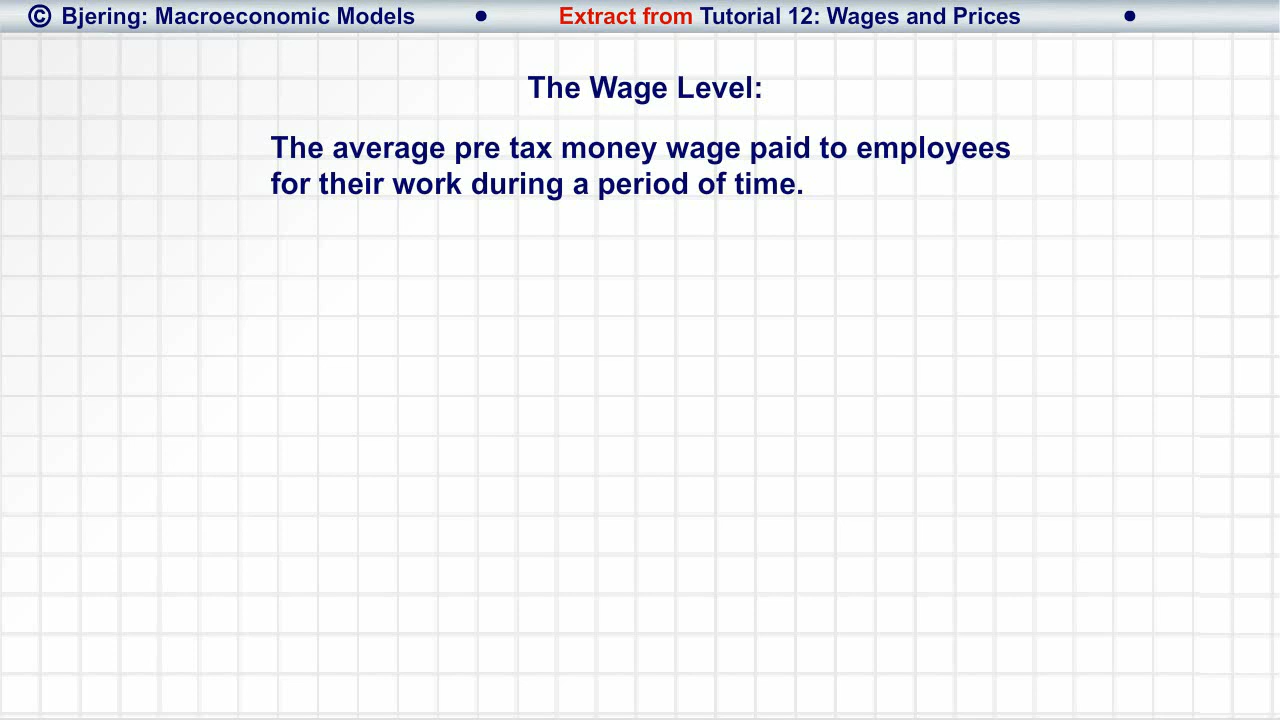 © Bjering: Macroeconomic Models • Extract from Tutorial 12: Wages and Prices •
The Wage Level:
The average pre tax money wage paid to employees
for their work during a period of time.